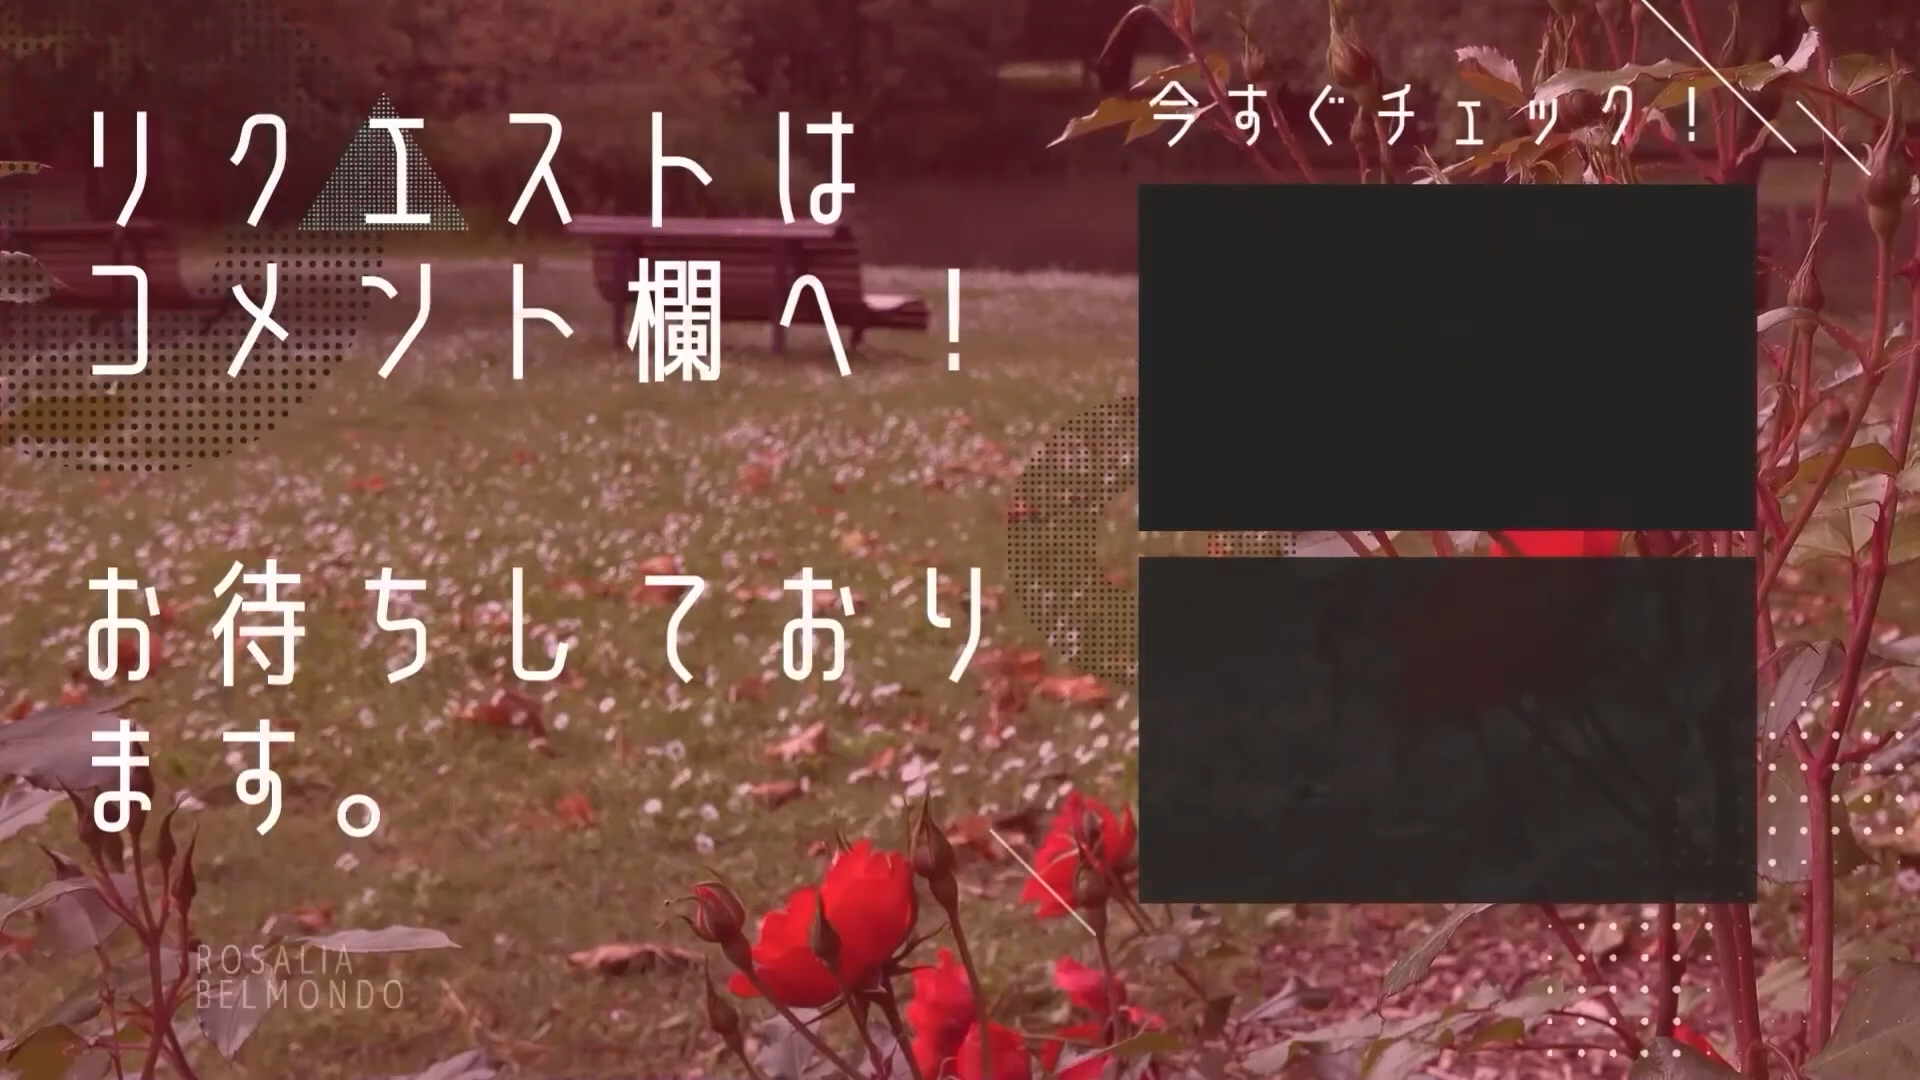 リクエストは
コメント欄へ！
お待ちしており
ます。
今すぐチェック！
ROSALIA
BELMONDO